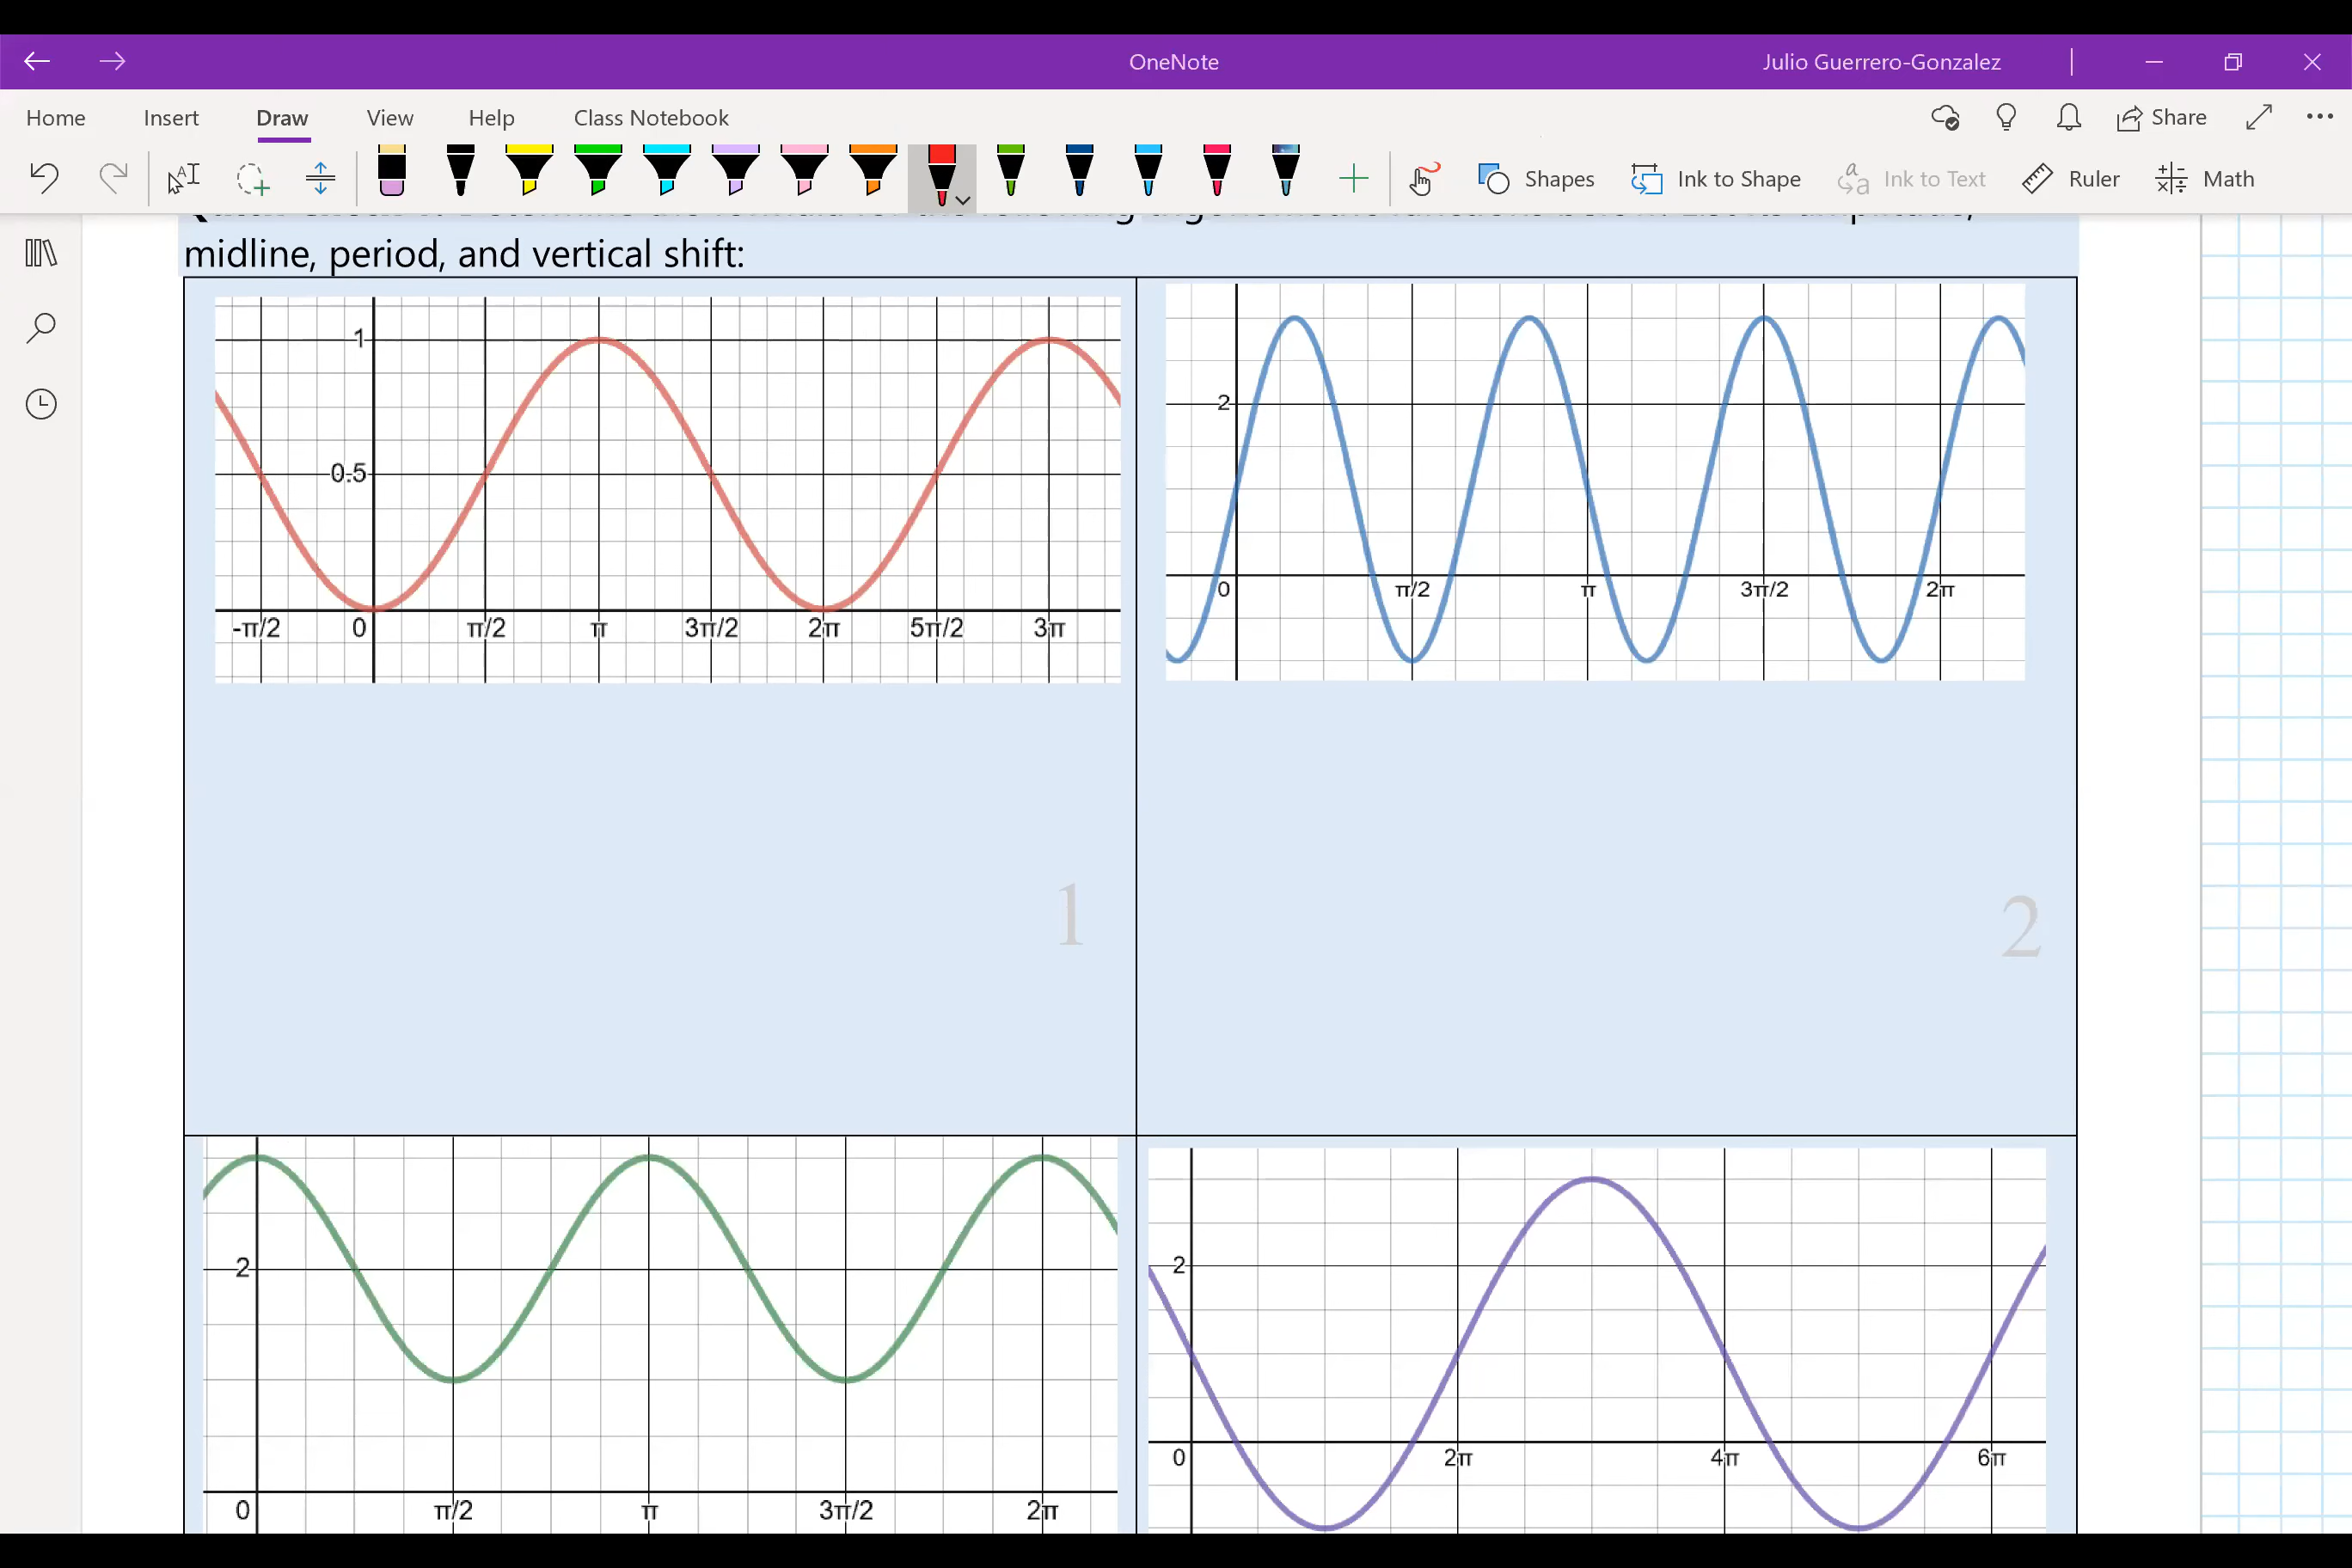 OneNote
Julio Guerrero-Gonzalez
Home Insert Draw View Help Class Notebook
Share
Shapes Ink to Shape Ink to Text Ruler Math
midline, period, and vertical shift:
1
0.5
-π/2 0 π/2 π 3π/2 2π 5π/2 3π
1
2
0 π/2 π 3π/2 2π
2
2
0 π/2 π 3π/2 2π
2
0 2π 4π 6π